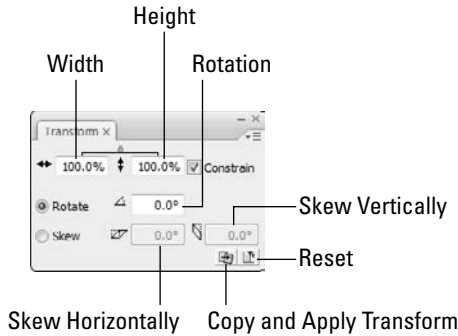 Height
Width
Rotation
Transform ×
100.0%
100.0%
Constrain
Rotate
0.0°
Skew Vertically
Skew
0.0°
0.0°
Reset
Skew Horizontally
Copy and Apply Transform